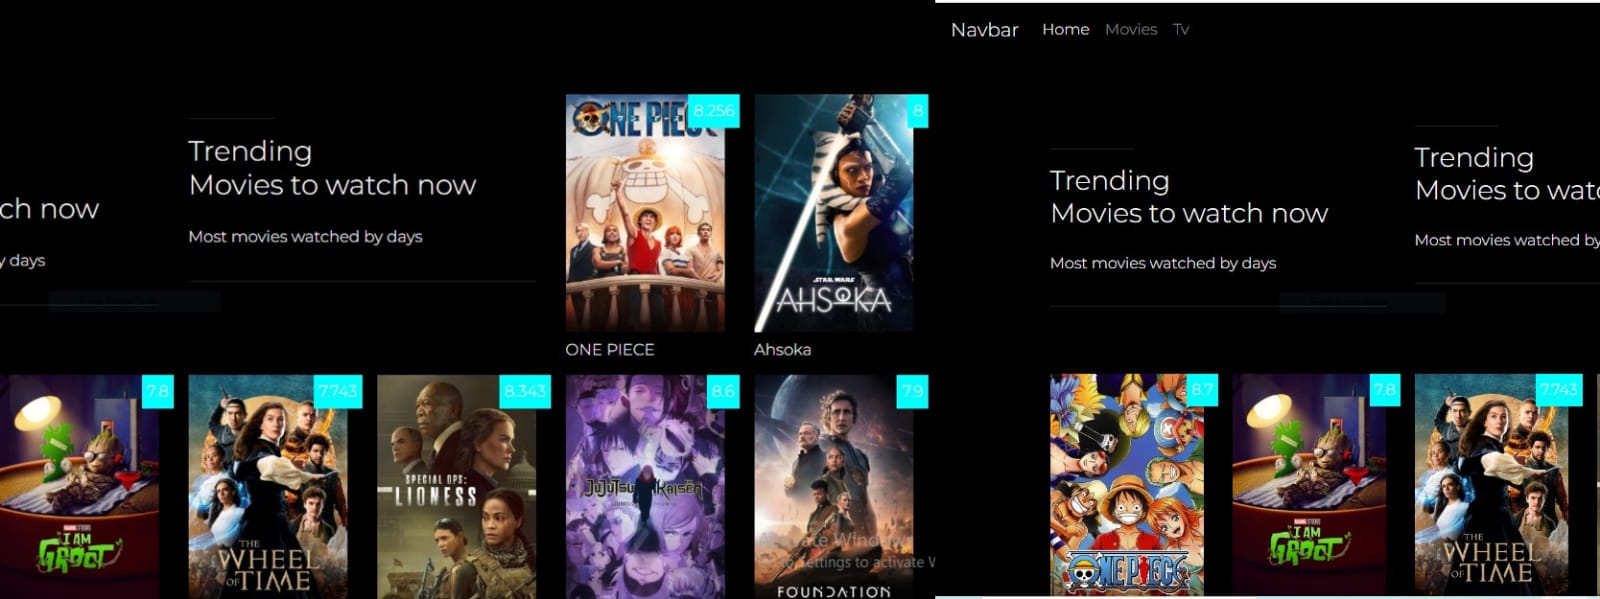 Navbar Home Movies Tv
ch now
y days
Trending
Movies to watch now
Most movies watched by days
ONE PIECE
8.256
8
STAR WARS
AHSOKA
ONE PIECE
Ahsoka
Trending
Movies to watch now
Most movies watched by days
Trending
Movies to watc
Most movies watched by
7.8
MARVEL STUDIOS
I AM
GROOT
7.743
THE
WHEEL
OF TIME
8.343
SPECIAL OPS:
LIONESS
8.6
JUJUTSU KAISEN
7.9
FOUNDATION
Settings to activate W
8.7
ONE PIECE
7.8
MARVEL STUDIOS
I AM
GROOT
7.743
THE
WHEEL
OF TIME